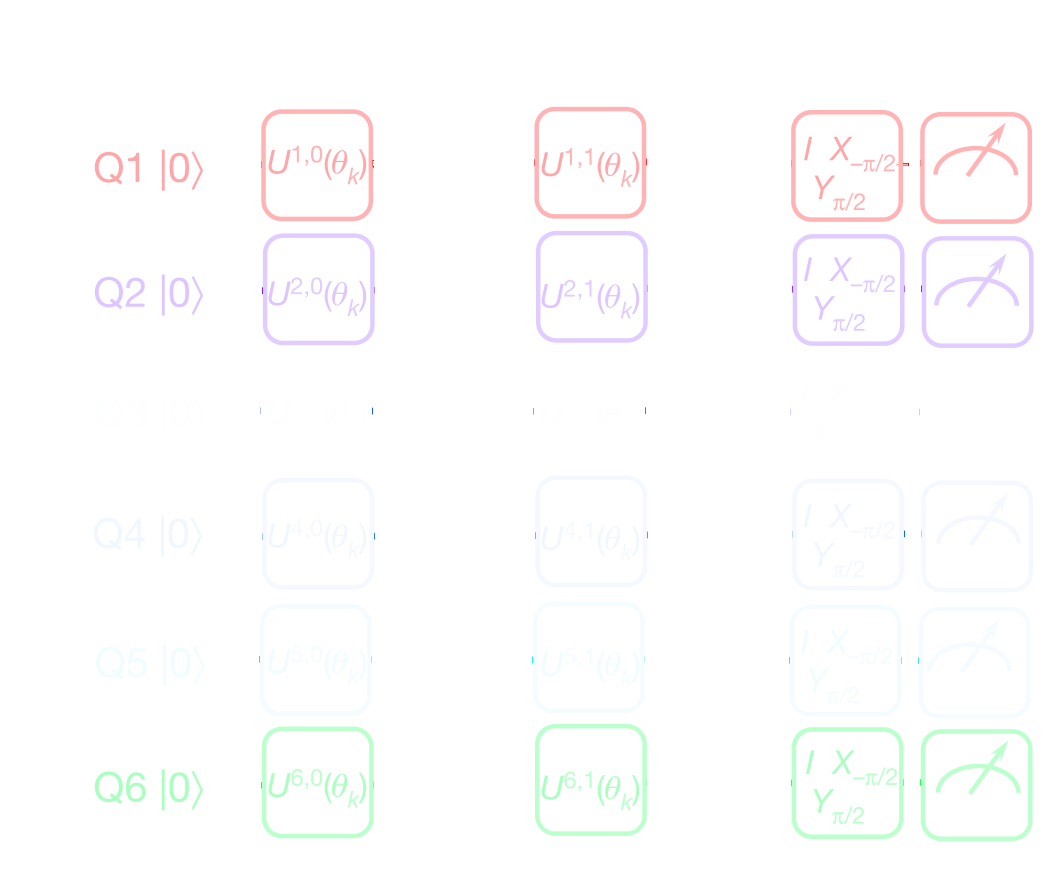 Q1 |0⟩ U^{1,0}(θ_k) U^{1,1}(θ_k) I X_{−π/2} Y_{π/2}
Q2 |0⟩ U^{2,0}(θ_k) U^{2,1}(θ_k) I X_{−π/2} Y_{π/2}
Q4 |0⟩ U^{4,0}(θ_k) U^{4,1}(θ_k) I X_{−π/2} Y_{π/2}
Q5 |0⟩ U^{5,0}(θ_k) U^{5,1}(θ_k) I X_{−π/2} Y_{π/2}
Q6 |0⟩ U^{6,0}(θ_k) U^{6,1}(θ_k) I X_{−π/2} Y_{π/2}